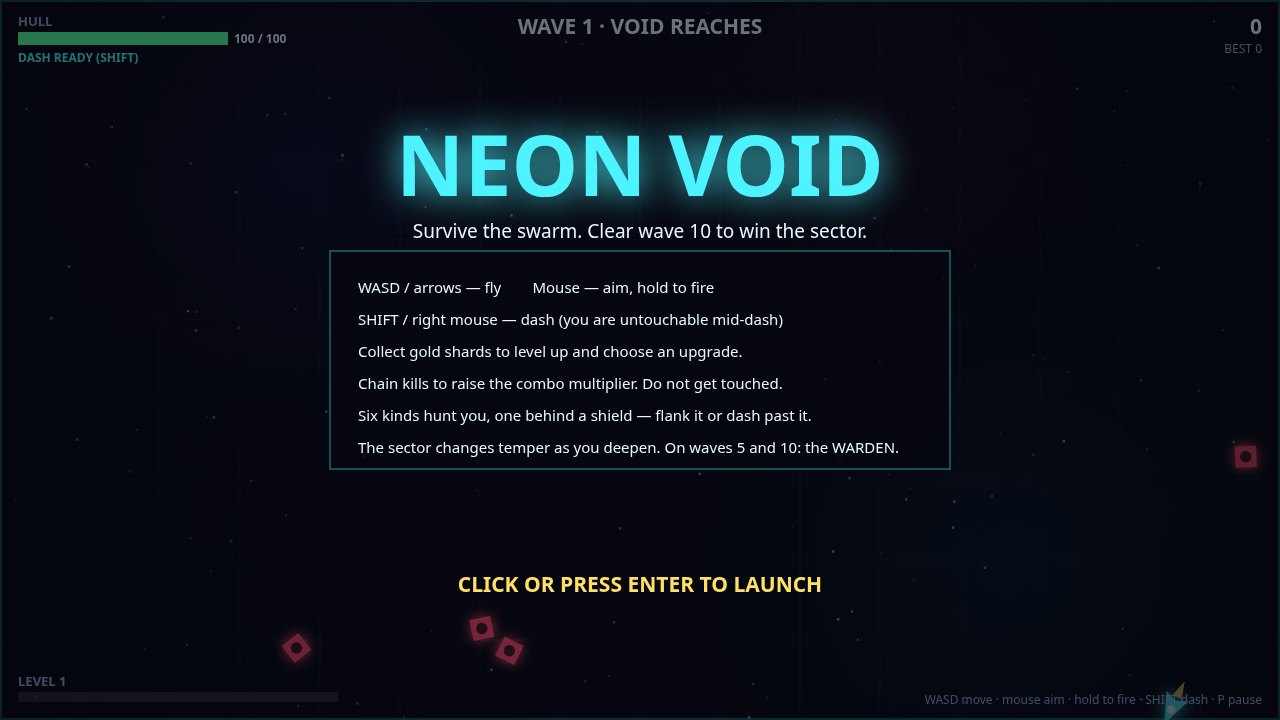 HULL
100 / 100
DASH READY (SHIFT)
WAVE 1 · VOID REACHES
0
BEST 0
NEON VOID
Survive the swarm. Clear wave 10 to win the sector.
WASD / arrows — fly Mouse — aim, hold to fire
SHIFT / right mouse — dash (you are untouchable mid-dash)
Collect gold shards to level up and choose an upgrade.
Chain kills to raise the combo multiplier. Do not get touched.
Six kinds hunt you, one behind a shield — flank it or dash past it.
The sector changes temper as you deepen. On waves 5 and 10: the WARDEN.
CLICK OR PRESS ENTER TO LAUNCH
LEVEL 1
WASD move · mouse aim · hold to fire · SHIFT dash · P pause